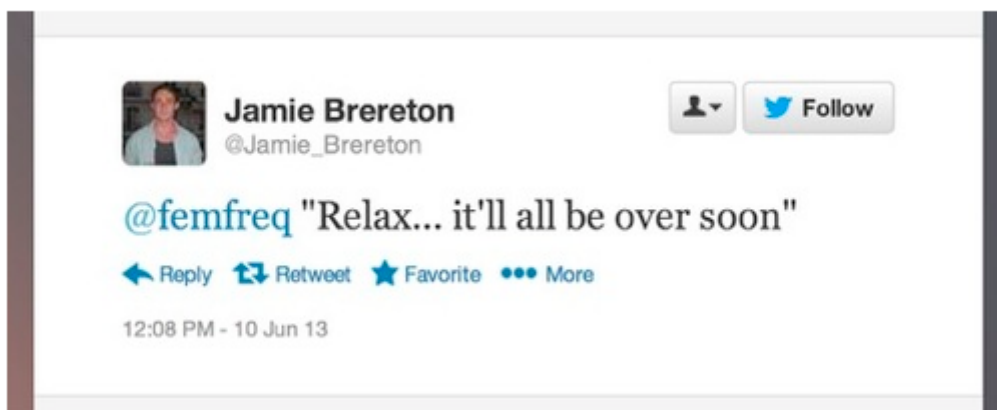 Jamie Brereton
Follow
@Jamie_Brereton
@femfreq "Relax... it'll all be over soon"
Reply Retweet Favorite More
12:08 PM - 10 Jun 13